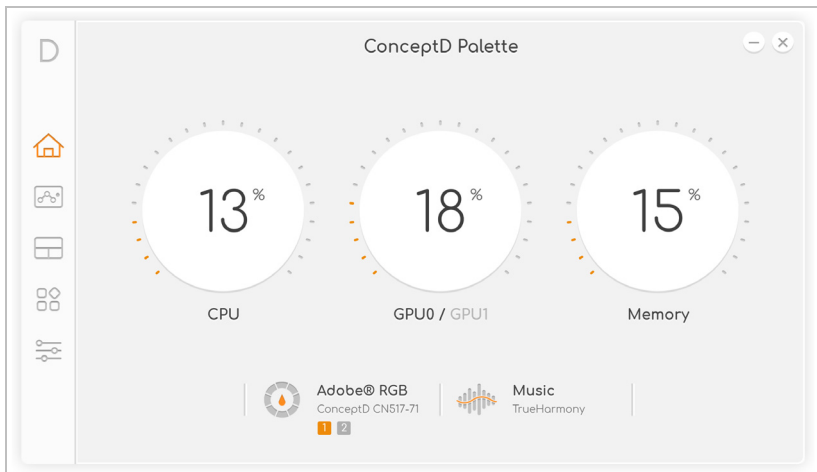 D
ConceptD Palette
13%
18%
15%
CPU
GPU0 / GPU1
Memory
Adobe® RGB
ConceptD CN517-71
1 2
Music
TrueHarmony